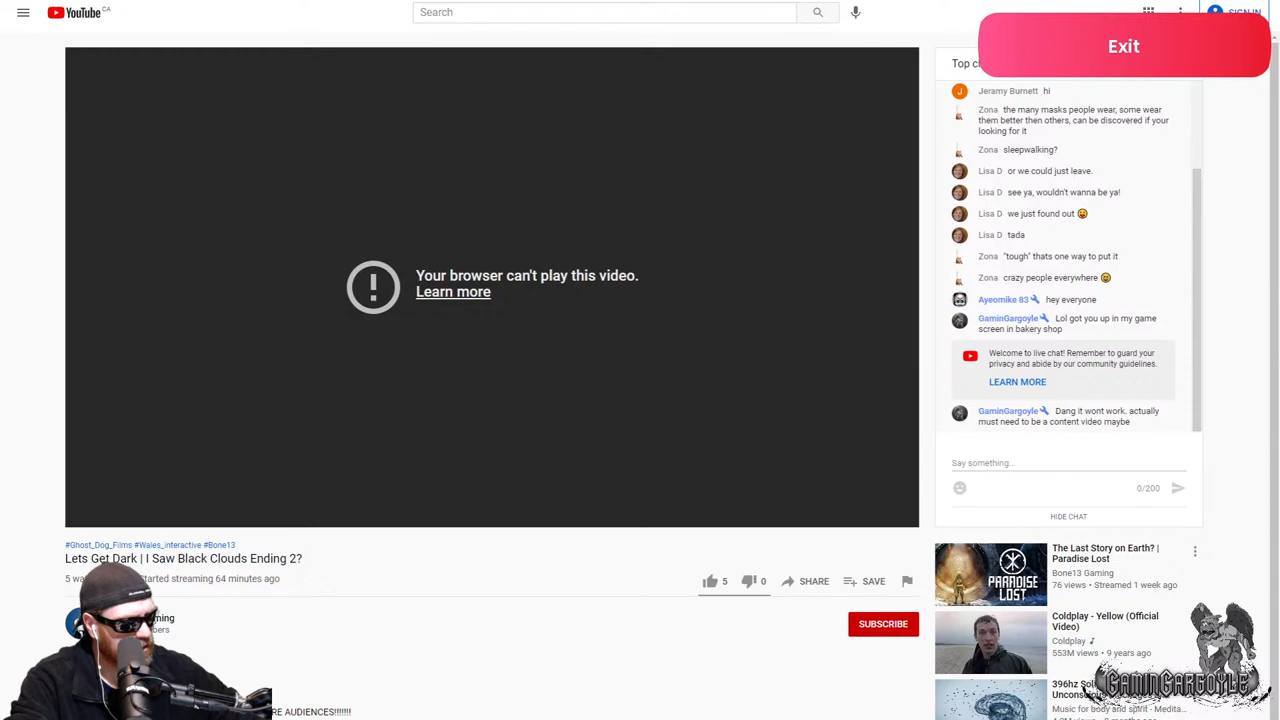 YouTube CA
Search
SIGN IN
Exit
Top c
Jeramy Burnett hi
Zona the many masks people wear, some wear
them better then others, can be discovered if your
looking for it
Zona sleepwalking?
Lisa D or we could just leave.
Lisa D see ya, wouldn't wanna be ya!
Lisa D we just found out
Lisa D tada
Zona "tough" thats one way to put it
Zona crazy people everywhere
Ayeomike 83 hey everyone
GaminGargoyle Lol got you up in my game
screen in bakery shop
Welcome to live chat! Remember to guard your
privacy and abide by our community guidelines.
LEARN MORE
GaminGargoyle Dang it wont work. actually
must need to be a content video maybe
Say something...
0/200
HIDE CHAT
Your browser can't play this video.
Learn more
#Ghost_Dog_Films #Wales_interactive #Bone13
Lets Get Dark | I Saw Black Clouds Ending 2?
5 wa Started streaming 64 minutes ago
5 0 SHARE SAVE
ming
bers
SUBSCRIBE
RE AUDIENCES!!!!!!!
PARADISE
LOST
The Last Story on Earth? |
Paradise Lost
Bone13 Gaming
76 views • Streamed 1 week ago
Coldplay - Yellow (Official
Video)
Coldplay
553M views • 9 years ago
396hz
Unconsc
Music for body and spirit - Medita...
GaminGargoyle